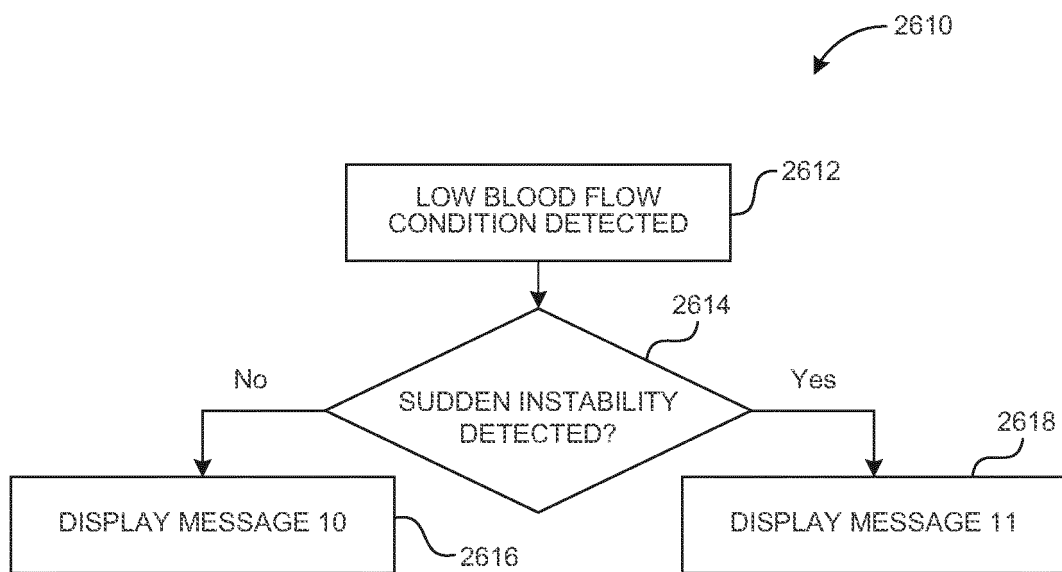 2610
LOW BLOOD FLOW
CONDITION DETECTED
2612
2614
No
SUDDEN INSTABILITY
DETECTED?
Yes
2618
DISPLAY MESSAGE 10
2616
DISPLAY MESSAGE 11